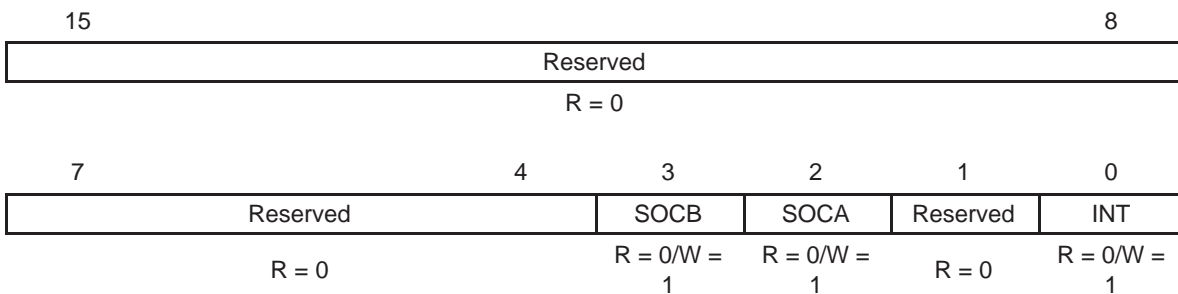 15 8
Reserved
R = 0
7 4 3 2 1 0
Reserved SOCB SOCA Reserved INT
R = 0 R = 0/W = 1 R = 0/W = 1 R = 0 R = 0/W = 1